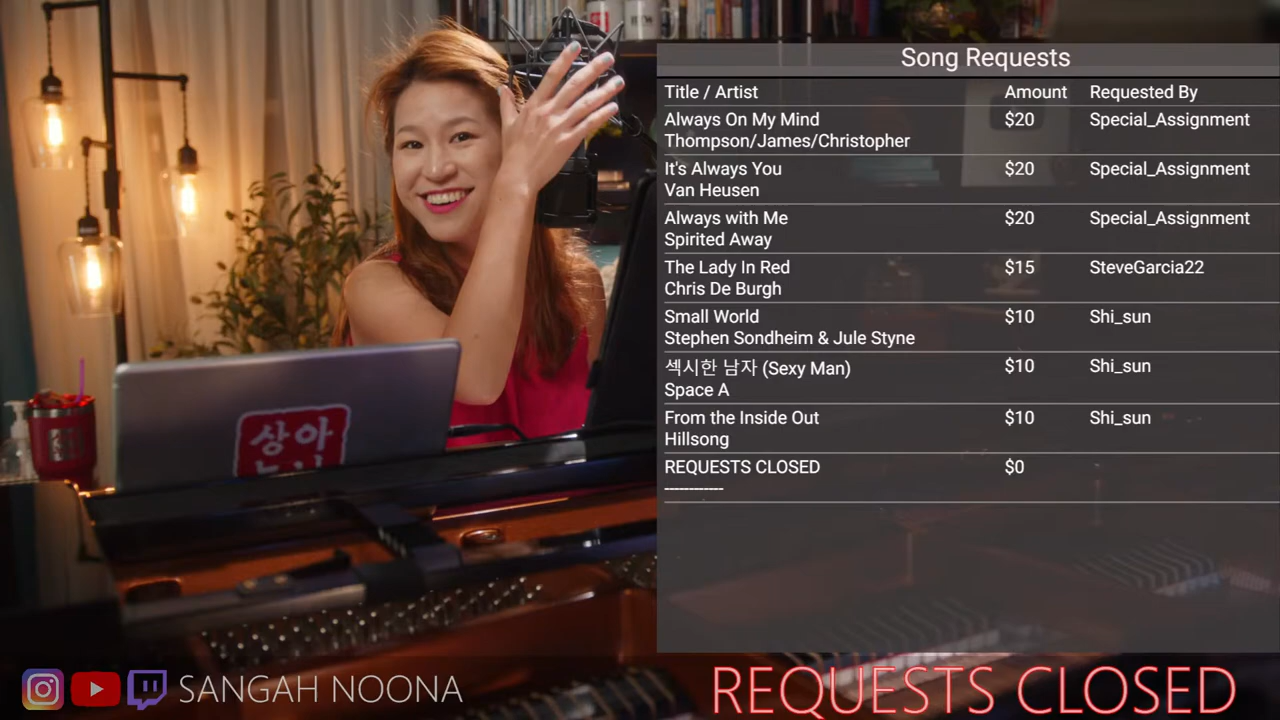 Song Requests
Title / Artist Amount Requested By
Always On My Mind $20 Special_Assignment
Thompson/James/Christopher
It's Always You $20 Special_Assignment
Van Heusen
Always with Me $20 Special_Assignment
Spirited Away
The Lady In Red $15 SteveGarcia22
Chris De Burgh
Small World $10 Shi_sun
Stephen Sondheim & Jule Styne
섹시한 남자 (Sexy Man) $10 Shi_sun
Space A
From the Inside Out $10 Shi_sun
Hillsong
REQUESTS CLOSED $0
------------
상아
SANGAH NOONA
REQUESTS CLOSED